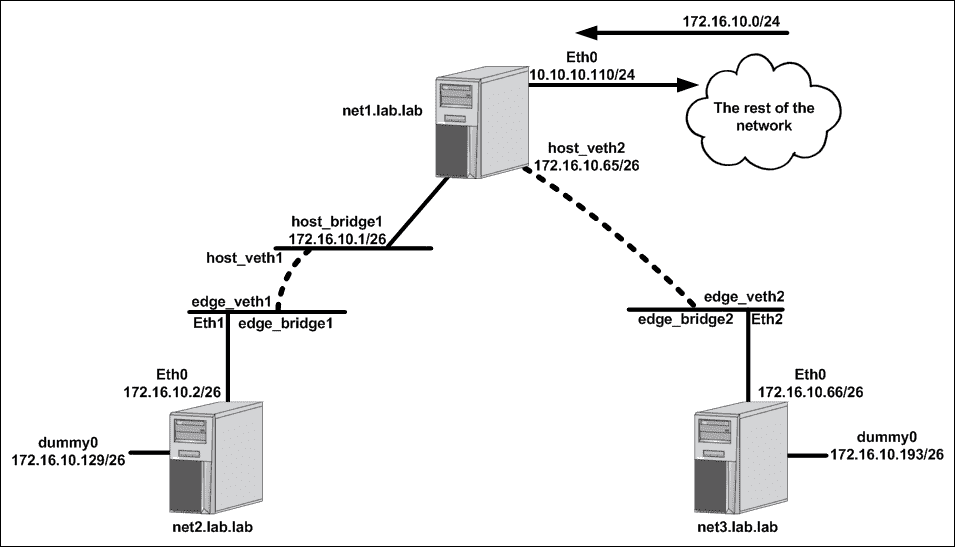 172.16.10.0/24
Eth0
10.10.10.110/24
The rest of the
network
net1.lab.lab
host_veth2
172.16.10.65/26
host_bridge1
172.16.10.1/26
host_veth1
edge_veth1
Eth1
edge_bridge1
edge_veth2
edge_bridge2
Eth2
Eth0
172.16.10.2/26
Eth0
172.16.10.66/26
dummy0
172.16.10.129/26
dummy0
172.16.10.193/26
net2.lab.lab
net3.lab.lab